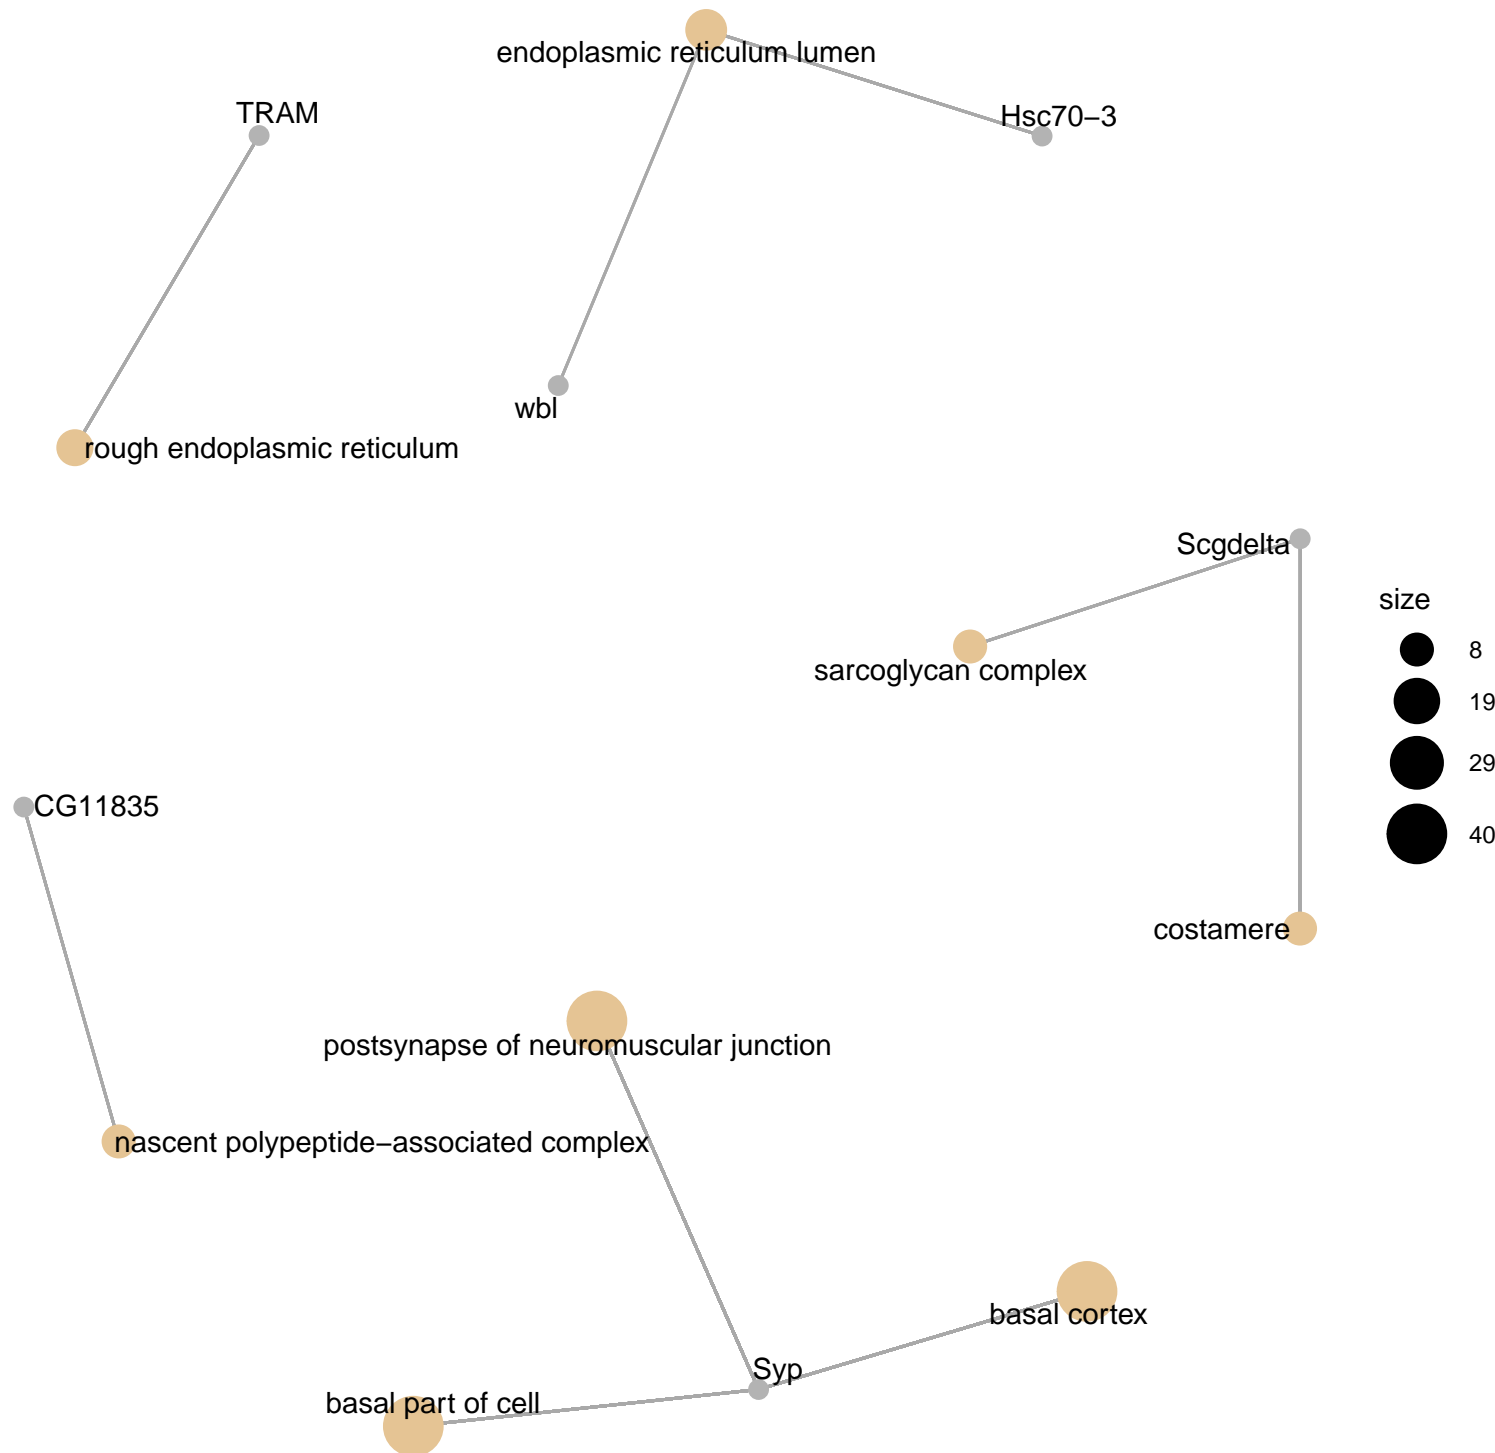 endoplasmic reticulum lumen
TRAM
Hsc70−3
wbl
rough endoplasmic reticulum
Scgdelta
size
sarcoglycan complex
8
19
29
CG11835
40
costamere
postsynapse of neuromuscular junction
nascent polypeptide−associated complex
basal cortex
Syp
basal part of cell